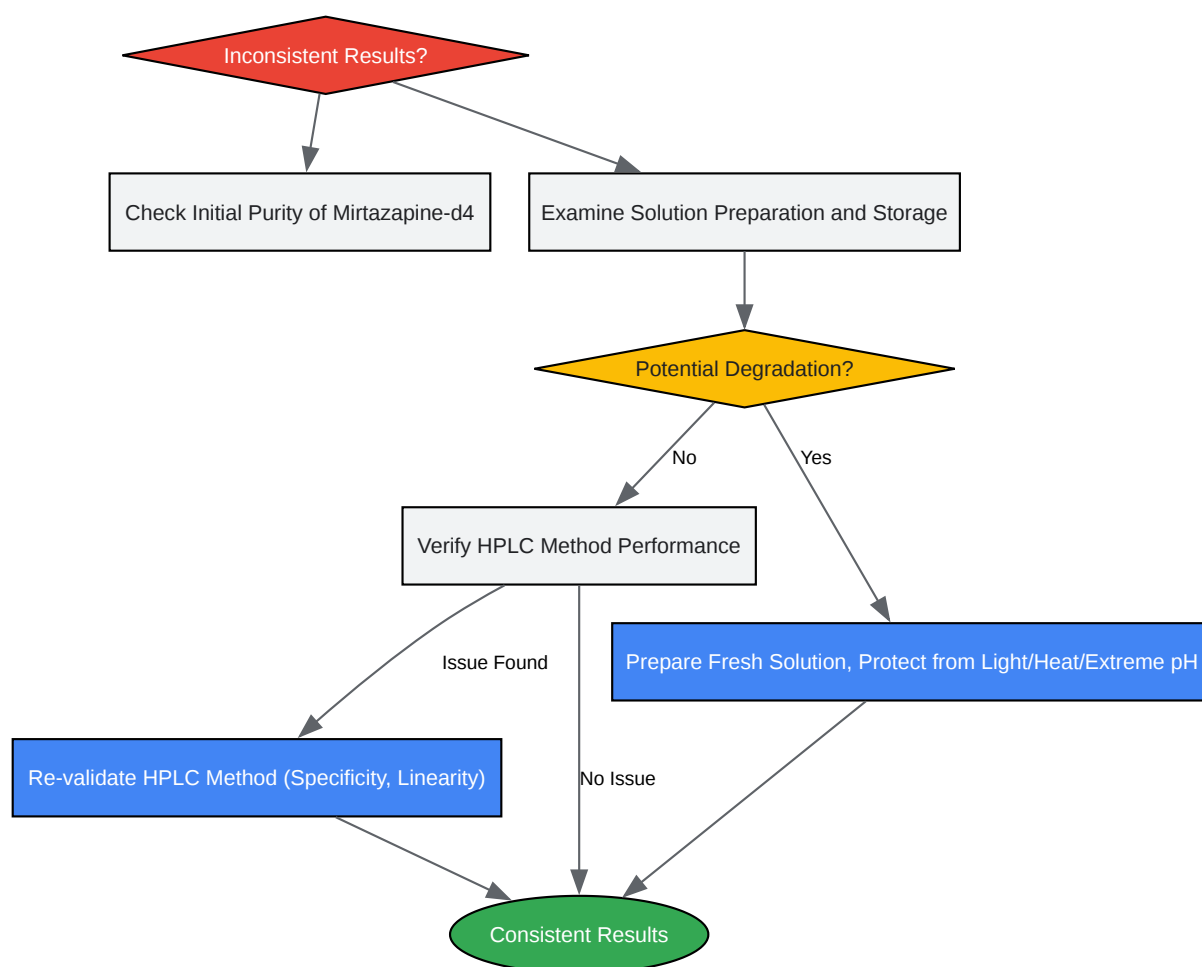 Inconsistent Results?
Check Initial Purity of Mirtazapine-d4
Examine Solution Preparation and Storage
Potential Degradation?
No
Yes
Verify HPLC Method Performance
Issue Found
Prepare Fresh Solution, Protect from Light/Heat/Extreme pH
Re-validate HPLC Method (Specificity, Linearity)
No Issue
Consistent Results